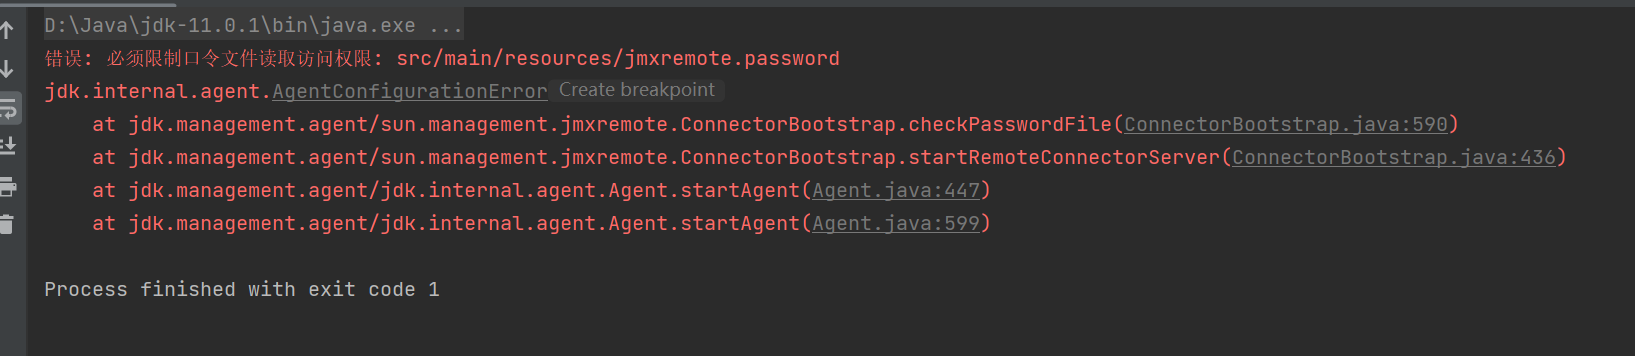 D:\Java\jdk-11.0.1\bin\java.exe ...
错误: 必须限制口令文件读取访问权限: src/main/resources/jmxremote.password
jdk.internal.agent.AgentConfigurationError Create breakpoint
    at jdk.management.agent/sun.management.jmxremote.ConnectorBootstrap.checkPasswordFile(ConnectorBootstrap.java:590)
    at jdk.management.agent/sun.management.jmxremote.ConnectorBootstrap.startRemoteConnectorServer(ConnectorBootstrap.java:436)
    at jdk.management.agent/jdk.internal.agent.Agent.startAgent(Agent.java:447)
    at jdk.management.agent/jdk.internal.agent.Agent.startAgent(Agent.java:599)
Process finished with exit code 1